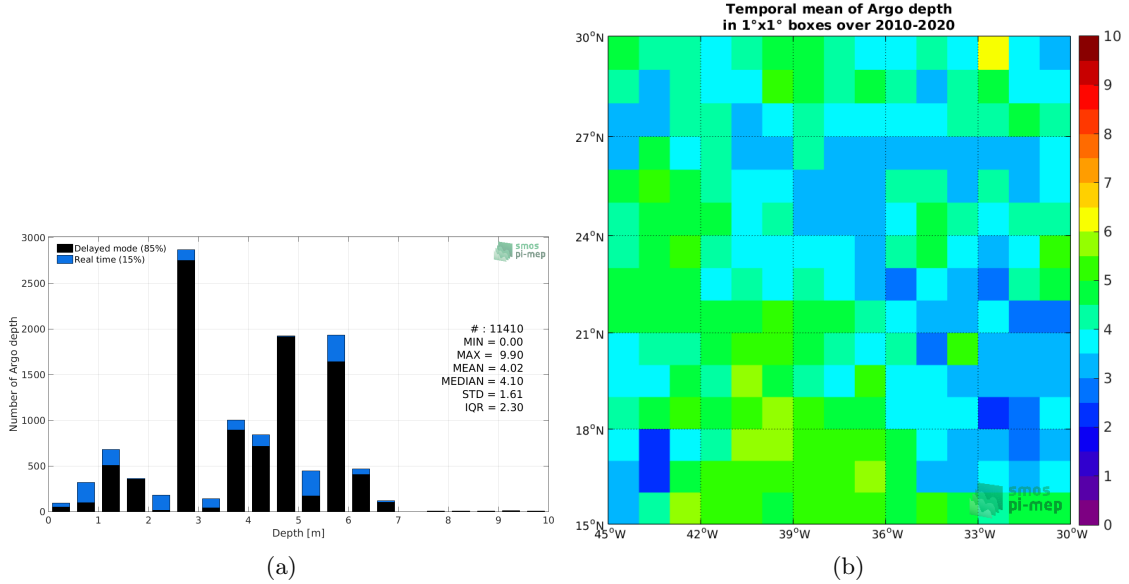 Temporal mean of Argo depth
in 1°x1° boxes over 2010-2020
3000
2500
2000
1500
1000
500
0
Number of Argo depth
Delayed mode (85%)
Real time (15%)
smos
pi-mep
# : 11410
MIN = 0.00
MAX = 9.90
MEAN = 4.02
MEDIAN = 4.10
STD = 1.61
IQR = 2.30
0 1 2 3 4 5 6 7 8 9 10
Depth [m]
(a)
30°N
27°N
24°N
21°N
18°N
15°N
45°W 42°W 39°W 36°W 33°W 30°W
smos
pi-mep
10
9
8
7
6
5
4
3
2
1
0
(b)